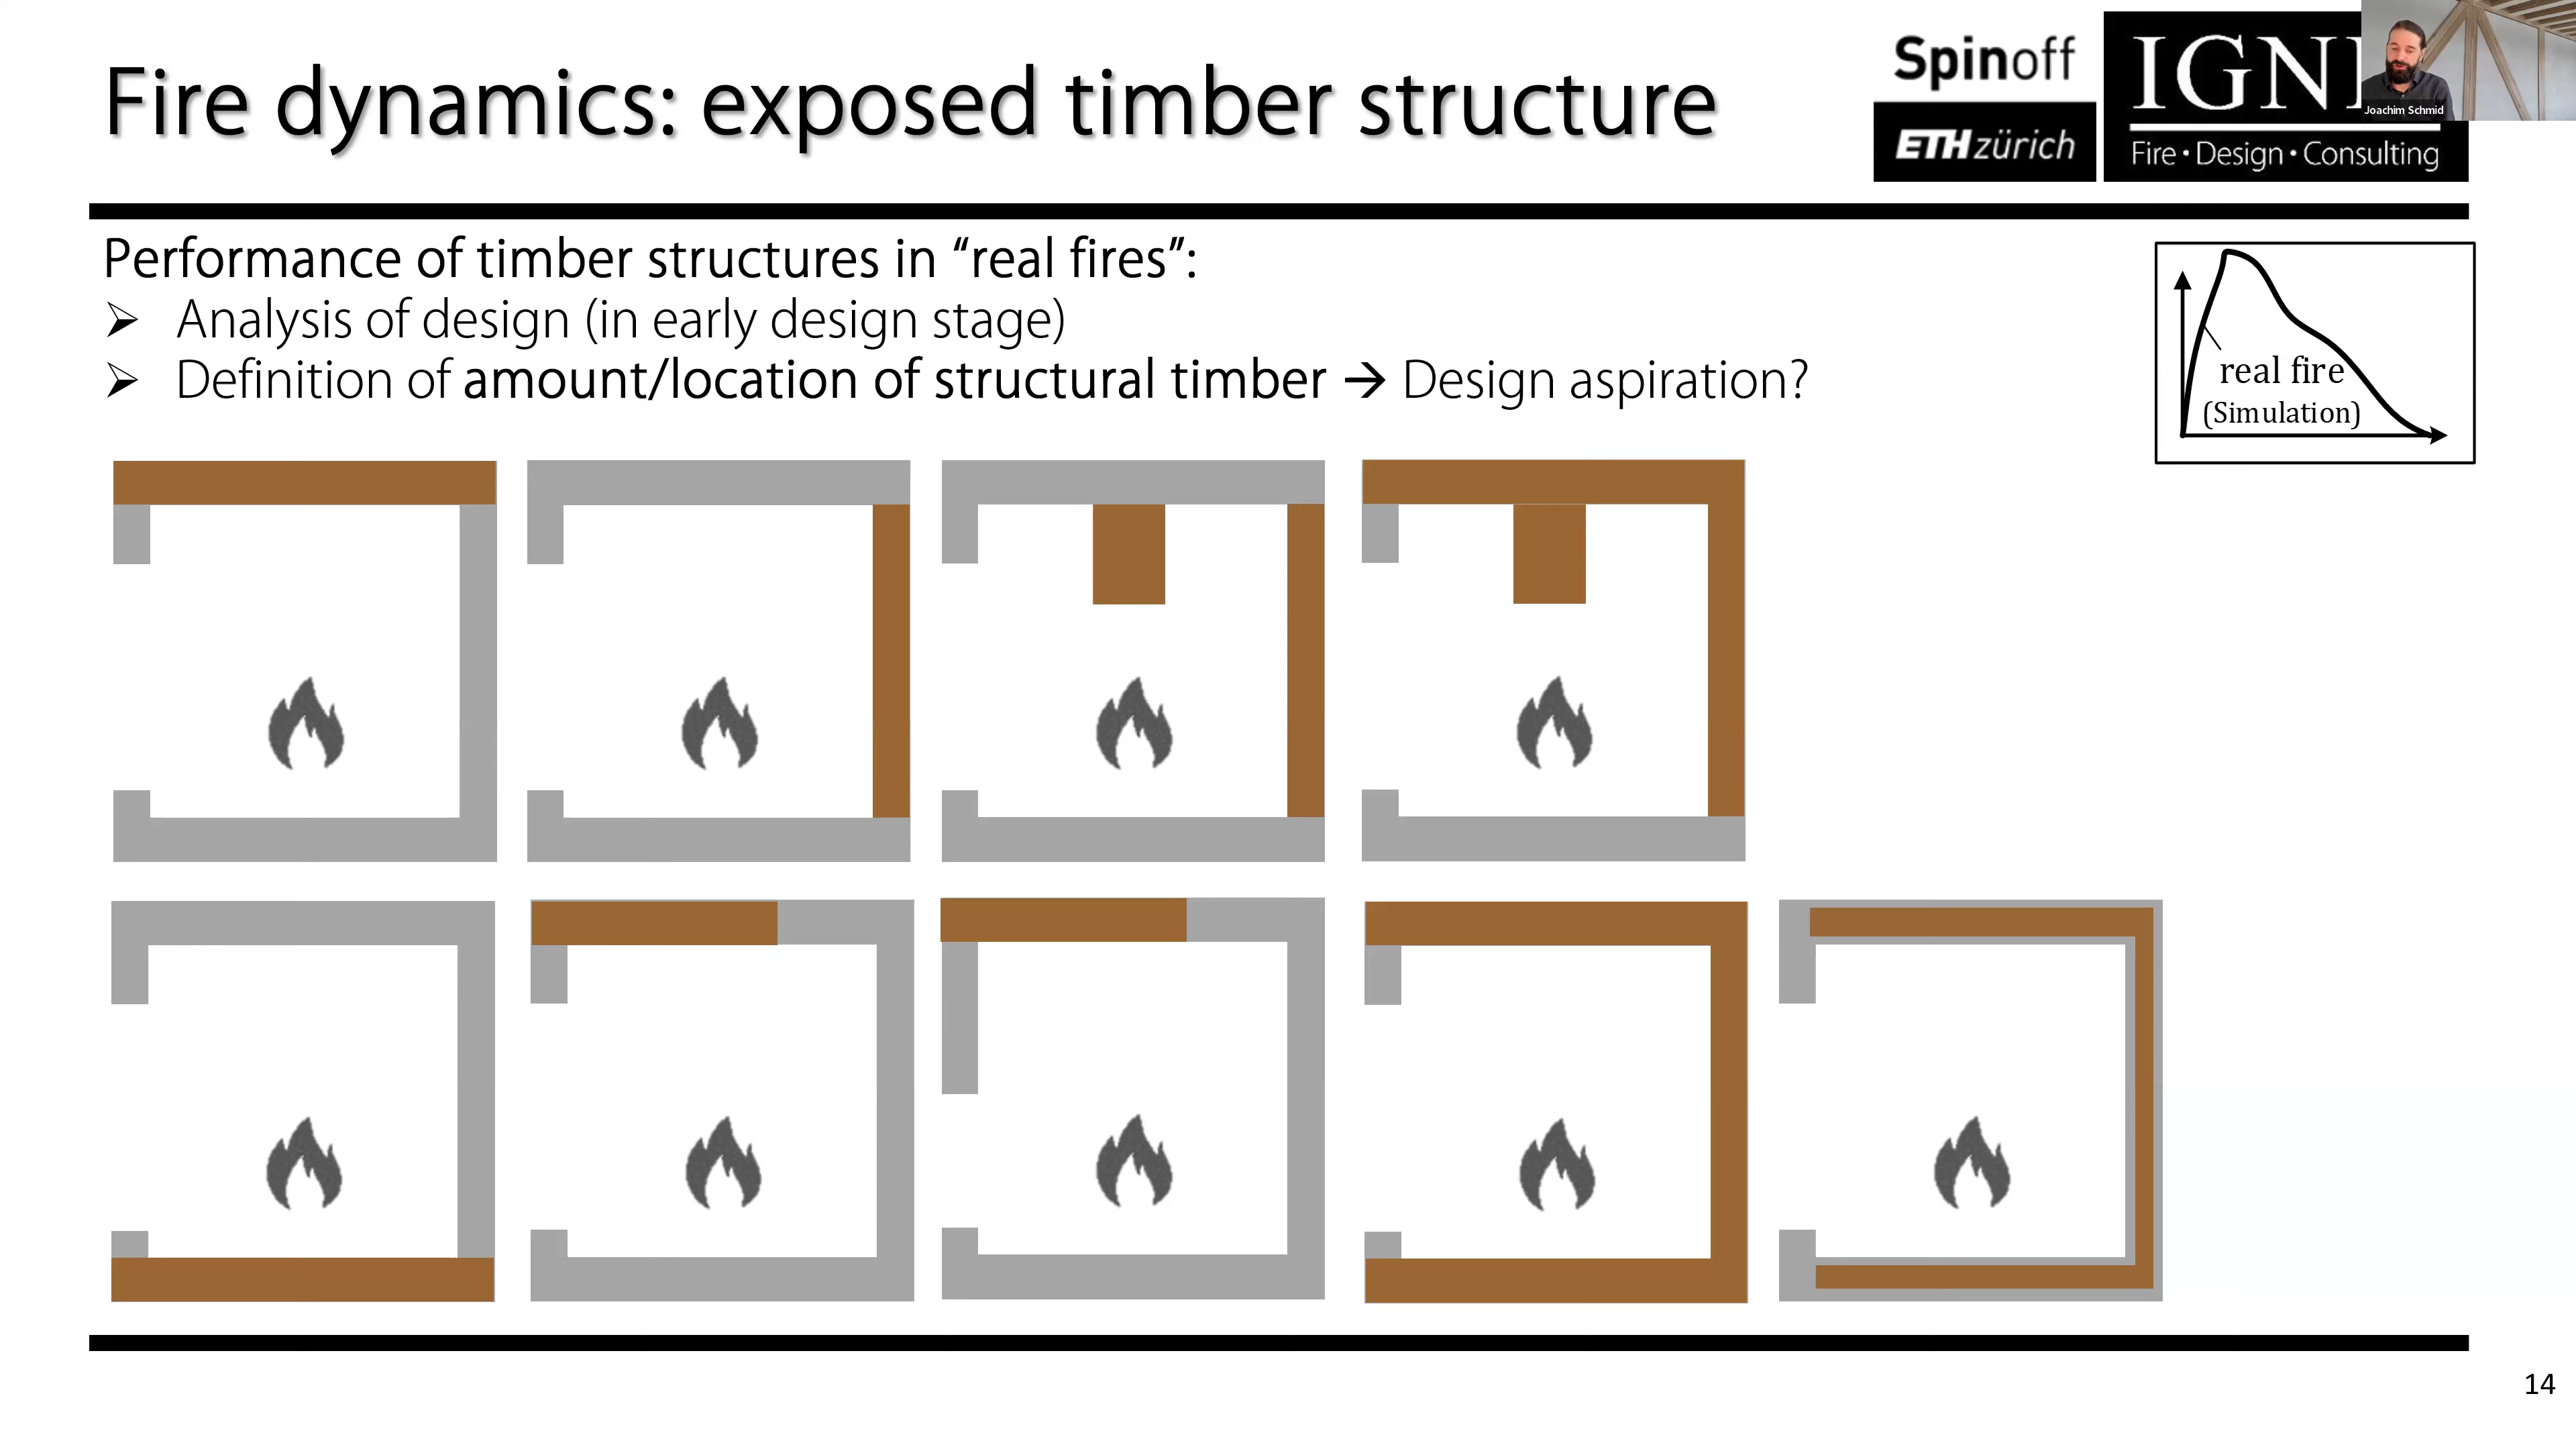 Fire dynamics: exposed timber structure
Spinoff
ETH zürich
IGNI
Fire • Design • Consulting
Joachim Schmid
Performance of timber structures in “real fires”:
➢ Analysis of design (in early design stage)
➢ Definition of amount/location of structural timber → Design aspiration?
real fire
(Simulation)
14